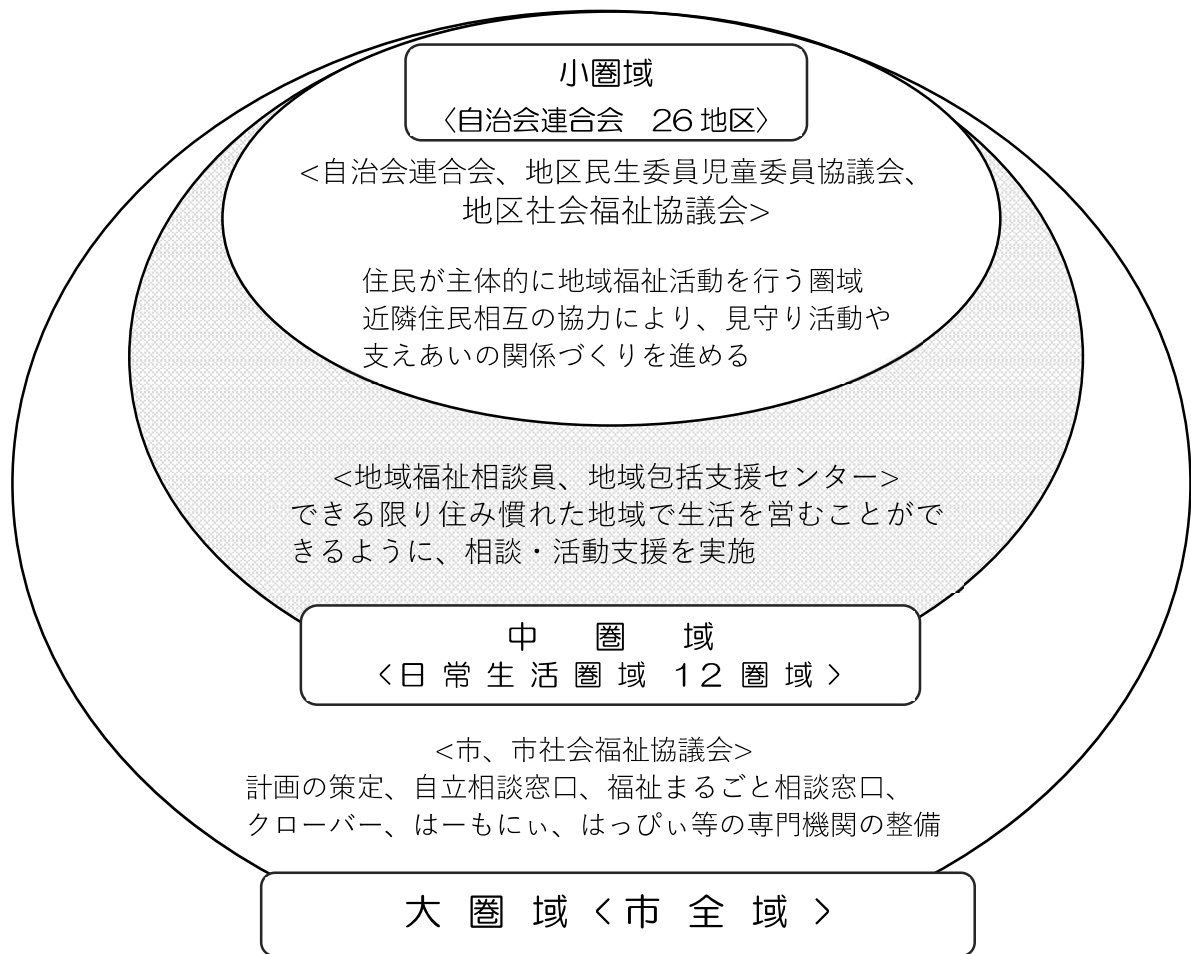 小圏域
〈自治会連合会　26地区〉
<自治会連合会、地区民生委員児童委員協議会、
地区社会福祉協議会>
住民が主体的に地域福祉活動を行う圏域
近隣住民相互の協力により、見守り活動や
支えあいの関係づくりを進める
<地域福祉相談員、地域包括支援センター>
できる限り住み慣れた地域で生活を営むことがで
きるように、相談・活動支援を実施
中　圏　域
〈日常生活圏域　12圏域〉
<市、市社会福祉協議会>
計画の策定、自立相談窓口、福祉まるごと相談窓口、
クローバー、はーもにぃ、はっぴぃ等の専門機関の整備
大圏域〈市全域〉